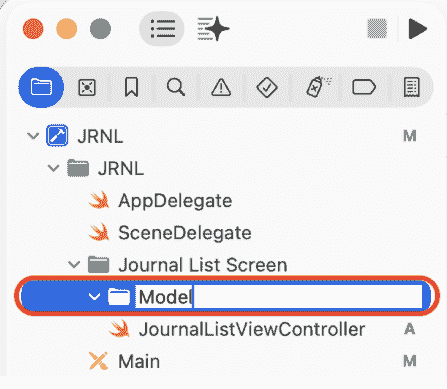 JRNL M
JRNL
AppDelegate
SceneDelegate
Journal List Screen
Model
JournalListViewController A
Main